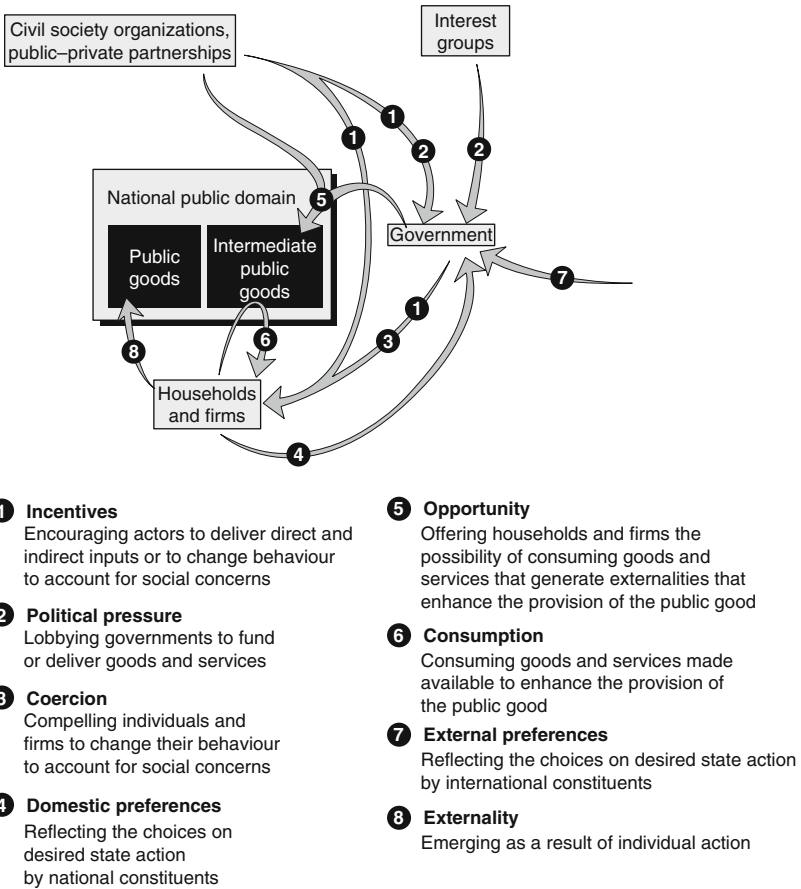 Civil society organizations,
public–private partnerships
Interest
groups
1
1
2
2
National public domain
5
Government
Public
goods
Intermediate
public
goods
7
1
6
3
8
Households
and firms
4
1 Incentives
Encouraging actors to deliver direct and
indirect inputs or to change behaviour
to account for social concerns
2 Political pressure
Lobbying governments to fund
or deliver goods and services
3 Coercion
Compelling individuals and
firms to change their behaviour
to account for social concerns
4 Domestic preferences
Reflecting the choices on
desired state action
by national constituents
5 Opportunity
Offering households and firms the
possibility of consuming goods and
services that generate externalities that
enhance the provision of the public good
6 Consumption
Consuming goods and services made
available to enhance the provision of
the public good
7 External preferences
Reflecting the choices on desired state action
by international constituents
8 Externality
Emerging as a result of individual action